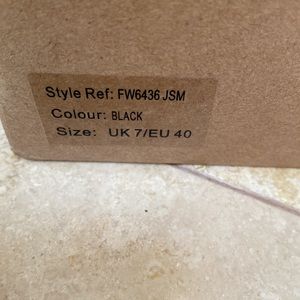 Style Ref: FW6436 JSM
Colour: BLACK
Size: UK 7/EU 40